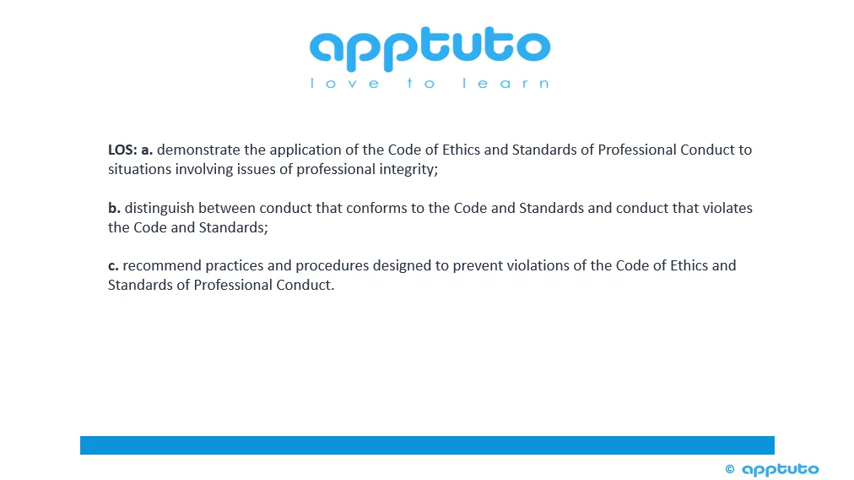 apptuto
love to learn
LOS: a. demonstrate the application of the Code of Ethics and Standards of Professional Conduct to
situations involving issues of professional integrity;
b. distinguish between conduct that conforms to the Code and Standards and conduct that violates
the Code and Standards;
c. recommend practices and procedures designed to prevent violations of the Code of Ethics and
Standards of Professional Conduct.
© apptuto